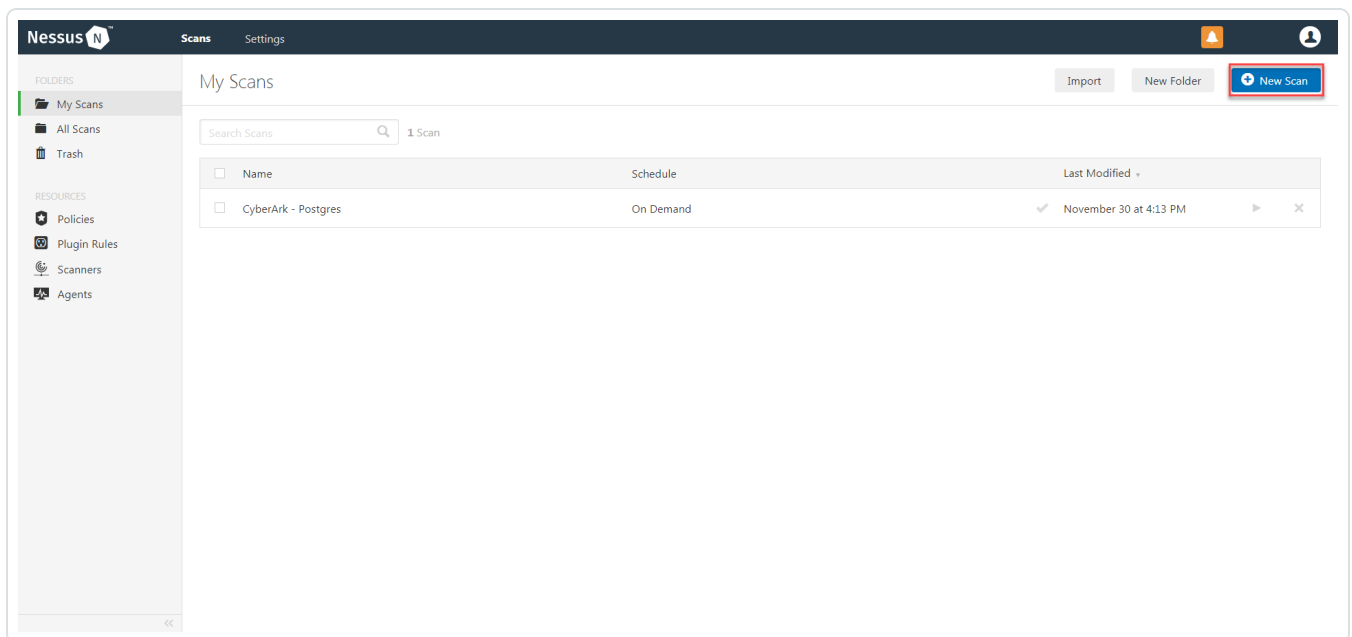 Nessus N ™
Scans Settings
FOLDERS
My Scans
All Scans
Trash
RESOURCES
Policies
Plugin Rules
Scanners
Agents
My Scans
Import New Folder New Scan
Search Scans 1 Scan
Name Schedule Last Modified
CyberArk - Postgres On Demand November 30 at 4:13 PM